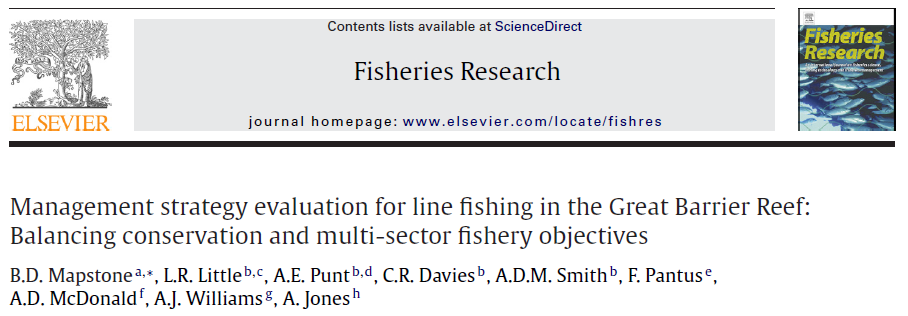 Contents lists available at ScienceDirect
Fisheries Research
journal homepage: www.elsevier.com/locate/fishres
ELSEVIER
Fisheries
Research
Management strategy evaluation for line fishing in the Great Barrier Reef:
Balancing conservation and multi-sector fishery objectives
B.D. Mapstone a,*, L.R. Little b,c, A.E. Punt b,d, C.R. Davies b, A.D.M. Smith b, F. Pantus e,
A.D. McDonald f, A.J. Williams g, A. Jones h